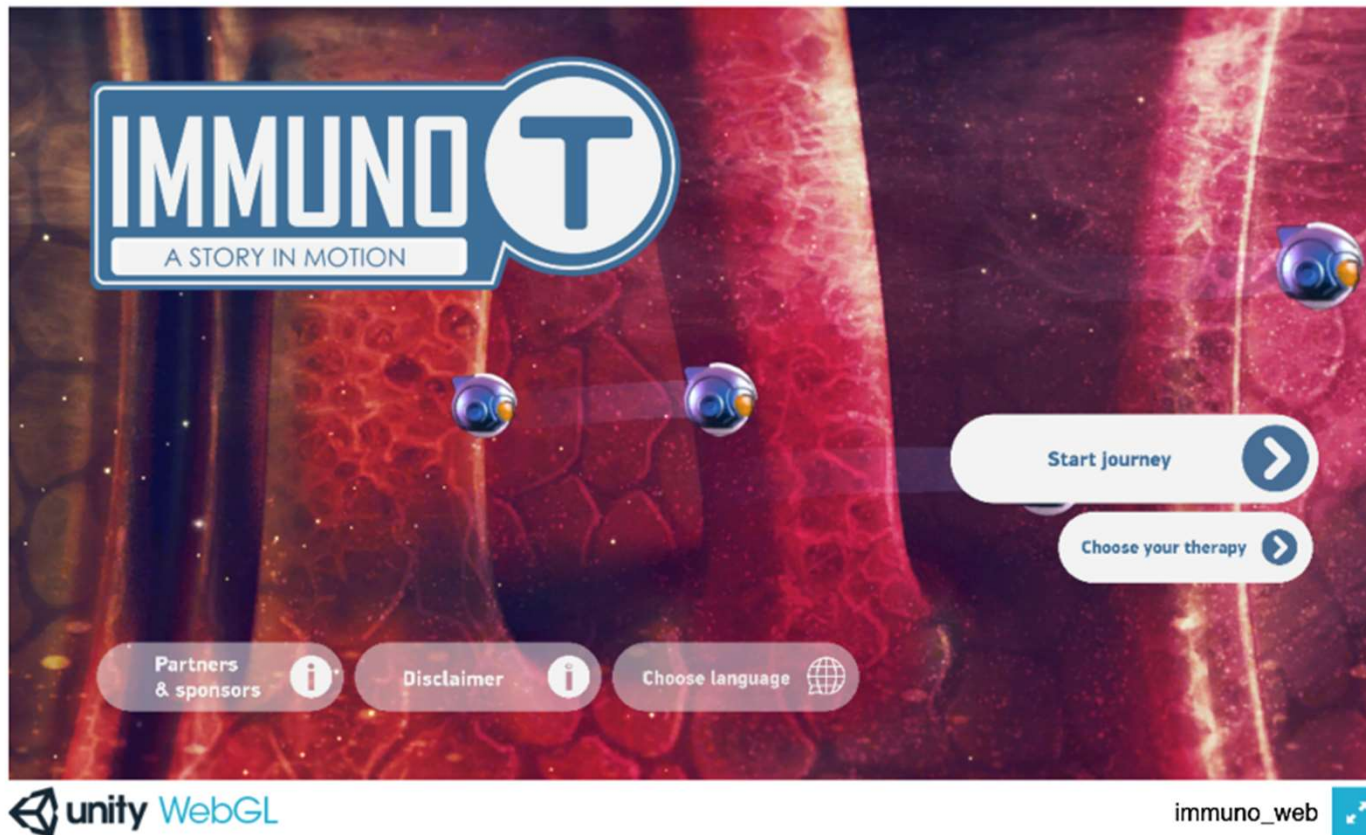 IMMUNO T
A STORY IN MOTION
Start journey
Choose your therapy
Partners
& sponsors
Disclaimer
Choose language
unity WebGL
immuno_web